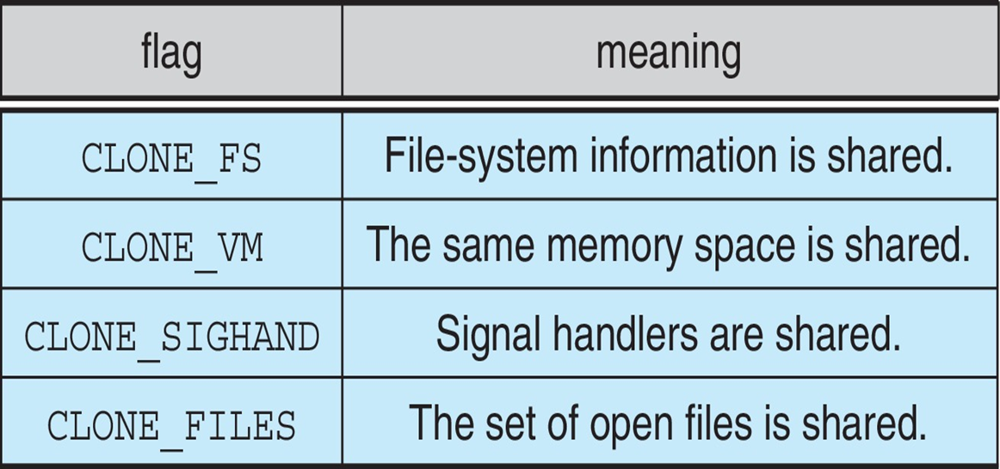 flag meaning
CLONE_FS File-system information is shared.
CLONE_VM The same memory space is shared.
CLONE_SIGHAND Signal handlers are shared.
CLONE_FILES The set of open files is shared.